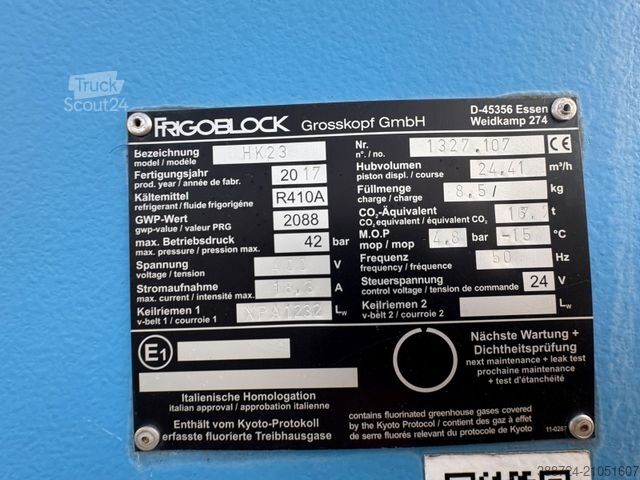 Truck
Scout24
FRIGOBLOCK Grosskopf GmbH
D-45356 Essen
Weidkamp 274
Bezeichnung
model / modèle
HK23
Fertigungsjahr
prod. year / année de fabr.
2017
Kältemittel
refrigerant / fluide frigorigéne
R410A
GWP-Wert
gwp-value / valeur PRG
2088
max. Betriebsdruck
max. pressure / pression max.
42 bar
Spannung
voltage / tension
400 V
Stromaufnahme
max. current / intensité max.
A
Keilriemen 1
v-belt 1 / courroie 1
Lw
Nr.
n°. / no.
1327.107
CE
Hubvolumen
piston displ. / course
24.41 m³/h
Füllmenge
charge / charge
8.5/ kg
CO₂-Äquivalent
CO₂ equivalent / équivalent CO₂
t
M.O.P
mop / mop
4.8 bar -15 °C
Frequenz
frequency / fréquence
50 Hz
Steuerspannung
control voltage / tension de commande
24 V
Keilriemen 2
v-belt 2 / courroie 2
Lw
E1
Italienische Homologation
italian approval / approbation italienne
Enthält vom Kyoto-Protokoll
erfasste fluorierte Treibhausgase
Nächste Wartung +
Dichtheitsprüfung
next maintenance + leak test
prochaine maintenance +
+ test d'étanchéité
contains fluorinated greenhouse gases covered
by the Kyoto Protocol / contient des gaz à effet
de serre fluorés relevant du protocole de Kyoto
11-0267
288724-21051607